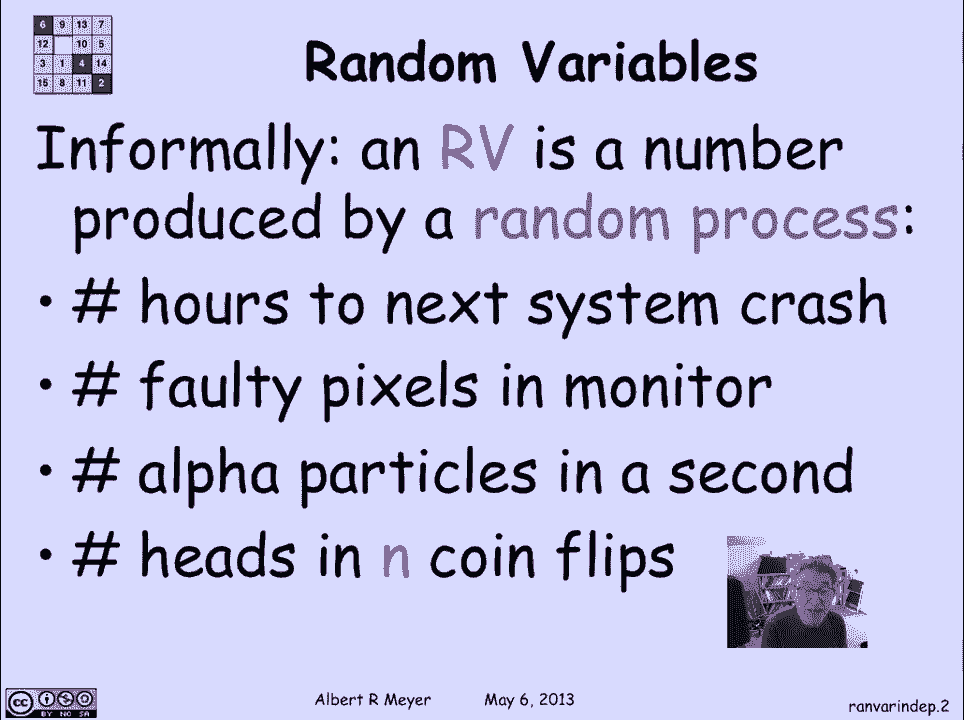 6 9 13 7
12 10 5
3 1 4 14
15 8 11 2
Random Variables
Informally: an RV is a number
produced by a random process:
• # hours to next system crash
• # faulty pixels in monitor
• # alpha particles in a second
• # heads in n coin flips
cc BY NC SA
Albert R Meyer May 6, 2013
ranvarindep.2